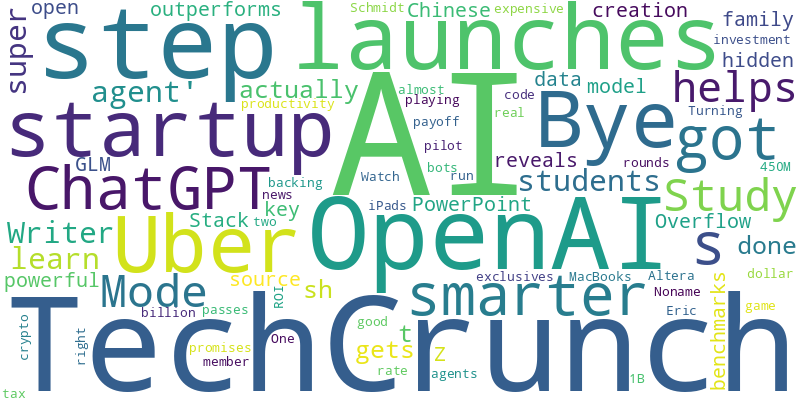 super
open
outperforms
Schmidt
Chinese
expensive
creation
family
investment
hidden
step
launches
agent'
actually
almost
playing
code
data
model
helps
productivity
AI
real
Turning
startup
payoff
pilot
Bye
got
GLM
bots
reveals
rounds
450M
ChatGPT
backing
news
Watch
run
students
Study
key
iPads
PowerPoint
Writer
Stack
two
Uber
OpenAI
Overflow
s
done
learn
powerful
Mode
source
sh
ROI
exclusives
MacBooks
Altera
dollar
smarter
Noname
benchmarks
billion
passes
Eric
game
TechCrunch
crypto
right
One
good
t
promises
gets
Z
member
rate
agents
1B
tax